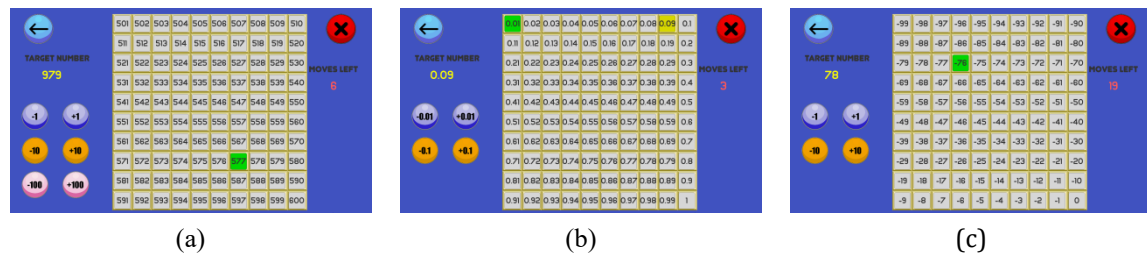 TARGET NUMBER
979
-1 +1
-10 +10
-100 +100
501 502 503 504 505 506 507 508 509 510
511 512 513 514 515 516 517 518 519 520
521 522 523 524 525 526 527 528 529 530
531 532 533 534 535 536 537 538 539 540
541 542 543 544 545 546 547 548 549 550
551 552 553 554 555 556 557 558 559 560
561 562 563 564 565 566 567 568 569 570
571 572 573 574 575 576 577 578 579 580
581 582 583 584 585 586 587 588 589 590
591 592 593 594 595 596 597 598 599 600
MOVES LEFT
6
(a)
TARGET NUMBER
0.09
-0.01 +0.01
-0.1 +0.1
0.01 0.02 0.03 0.04 0.05 0.06 0.07 0.08 0.09 0.1
0.11 0.12 0.13 0.14 0.15 0.16 0.17 0.18 0.19 0.2
0.21 0.22 0.23 0.24 0.25 0.26 0.27 0.28 0.29 0.3
0.31 0.32 0.33 0.34 0.35 0.36 0.37 0.38 0.39 0.4
0.41 0.42 0.43 0.44 0.45 0.46 0.47 0.48 0.49 0.5
0.51 0.52 0.53 0.54 0.55 0.56 0.57 0.58 0.59 0.6
0.61 0.62 0.63 0.64 0.65 0.66 0.67 0.68 0.69 0.7
0.71 0.72 0.73 0.74 0.75 0.76 0.77 0.78 0.79 0.8
0.81 0.82 0.83 0.84 0.85 0.86 0.87 0.88 0.89 0.9
0.91 0.92 0.93 0.94 0.95 0.96 0.97 0.98 0.99 1
MOVES LEFT
3
(b)
TARGET NUMBER
78
-1 +1
-10 +10
-99 -98 -97 -96 -95 -94 -93 -92 -91 -90
-89 -88 -87 -86 -85 -84 -83 -82 -81 -80
-79 -78 -77 -76 -75 -74 -73 -72 -71 -70
-69 -68 -67 -66 -65 -64 -63 -62 -61 -60
-59 -58 -57 -56 -55 -54 -53 -52 -51 -50
-49 -48 -47 -46 -45 -44 -43 -42 -41 -40
-39 -38 -37 -36 -35 -34 -33 -32 -31 -30
-29 -28 -27 -26 -25 -24 -23 -22 -21 -20
-19 -18 -17 -16 -15 -14 -13 -12 -11 -10
-9 -8 -7 -6 -5 -4 -3 -2 -1 0
MOVES LEFT
19
(c)